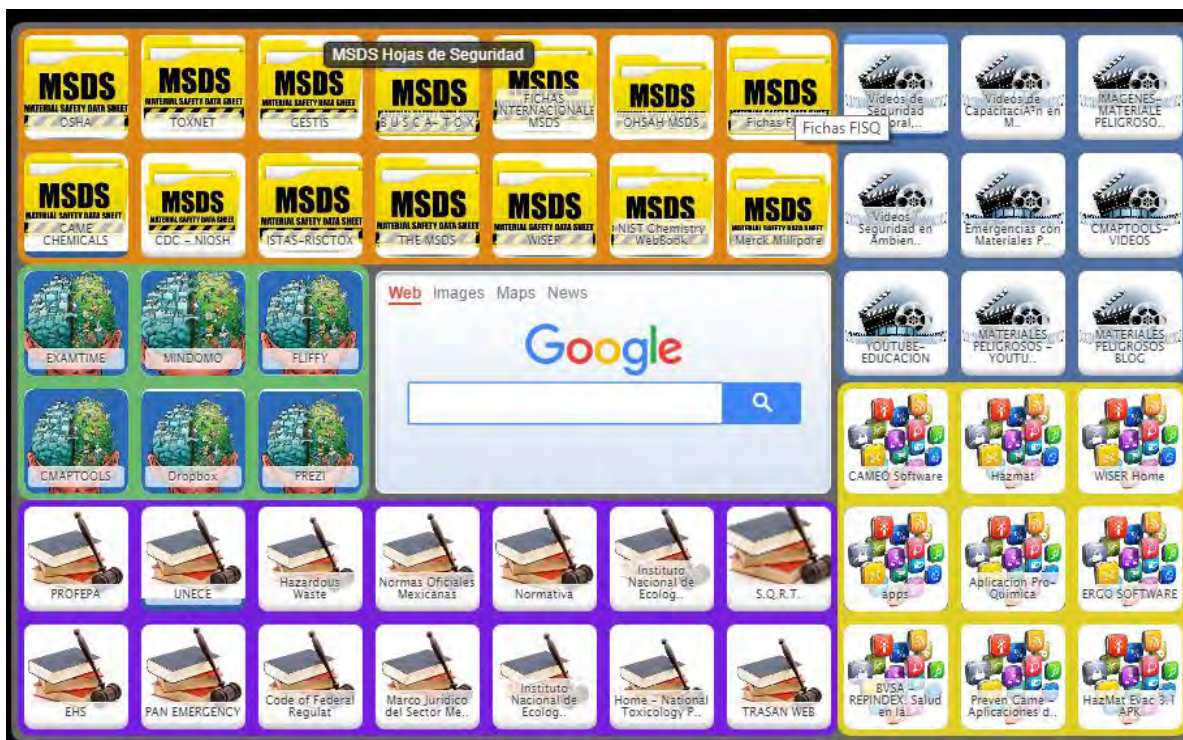 MSDS Hojas de Seguridad
MSDS
MATERIAL SAFETY DATA SHEET
OSHA
MSDS
MATERIAL SAFETY DATA SHEET
TOXNET
MSDS
MATERIAL SAFETY DATA SHEET
GESTIS
MSDS
B U S C A- T O X
MSDS
FICHAS
INTERNACIONALE
MSDS
MSDS
OHSAH MSDS
MSDS
MATERIAL SAFETY DATA SHEET
Fichas FISQ
Videos de
Seguridad
Videos de
CapacitaciÃ³n en
M..
IMAGENES-
MATERIALE
PELIGROSO..
MSDS
MATERIAL SAFETY DATA SHEET
CAME
CHEMICALS
MSDS
MATERIAL SAFETY DATA SHEET
CDC - NIOSH
MSDS
MATERIAL SAFETY DATA SHEET
ISTAS-RISCTOX
MSDS
MATERIAL SAFETY DATA SHEET
THE MSDS
MSDS
MATERIAL SAFETY DATA SHEET
WISER
MSDS
NIST Chemistry
WebBook
MSDS
MATERIAL SAFETY DATA SHEET
Merck Millipore
Videos
Seguridad en
Ambien..
Emergencias con
Materiales P..
CMAPTOOLS-
VIDEOS
EXAMTIME
MINDOMO
FLIFFY
Web Images Maps News
Google
YOUTUBE-
EDUCACION
MATERIALES
PELIGROSOS -
YOUTU..
MATERIALES
PELIGROSOS
BLOG
CMAPTOOLS
Dropbox
PREZI
CAMEO Software
Hazmat
WISER Home
PROFEPA
UNECE
Hazardous
Waste
Normas Oficiales
Mexicanas
Normativa
Instituto
Nacional de
Ecolog..
S.Q.R.T.
apps
Aplicacion Pro-
Quimica
ERGO SOFTWARE
EHS
PAN EMERGENCY
Code of Federal
Regulat
Marco Jurídico
del Sector Me..
Instituto
Nacional de
Ecolog..
Home - National
Toxicology P..
TRASAN WEB
BVSA -
REPINDEX. Salud
en la..
Preven Game -
Aplicaciones d..
HazMat Evac 3.1
APK